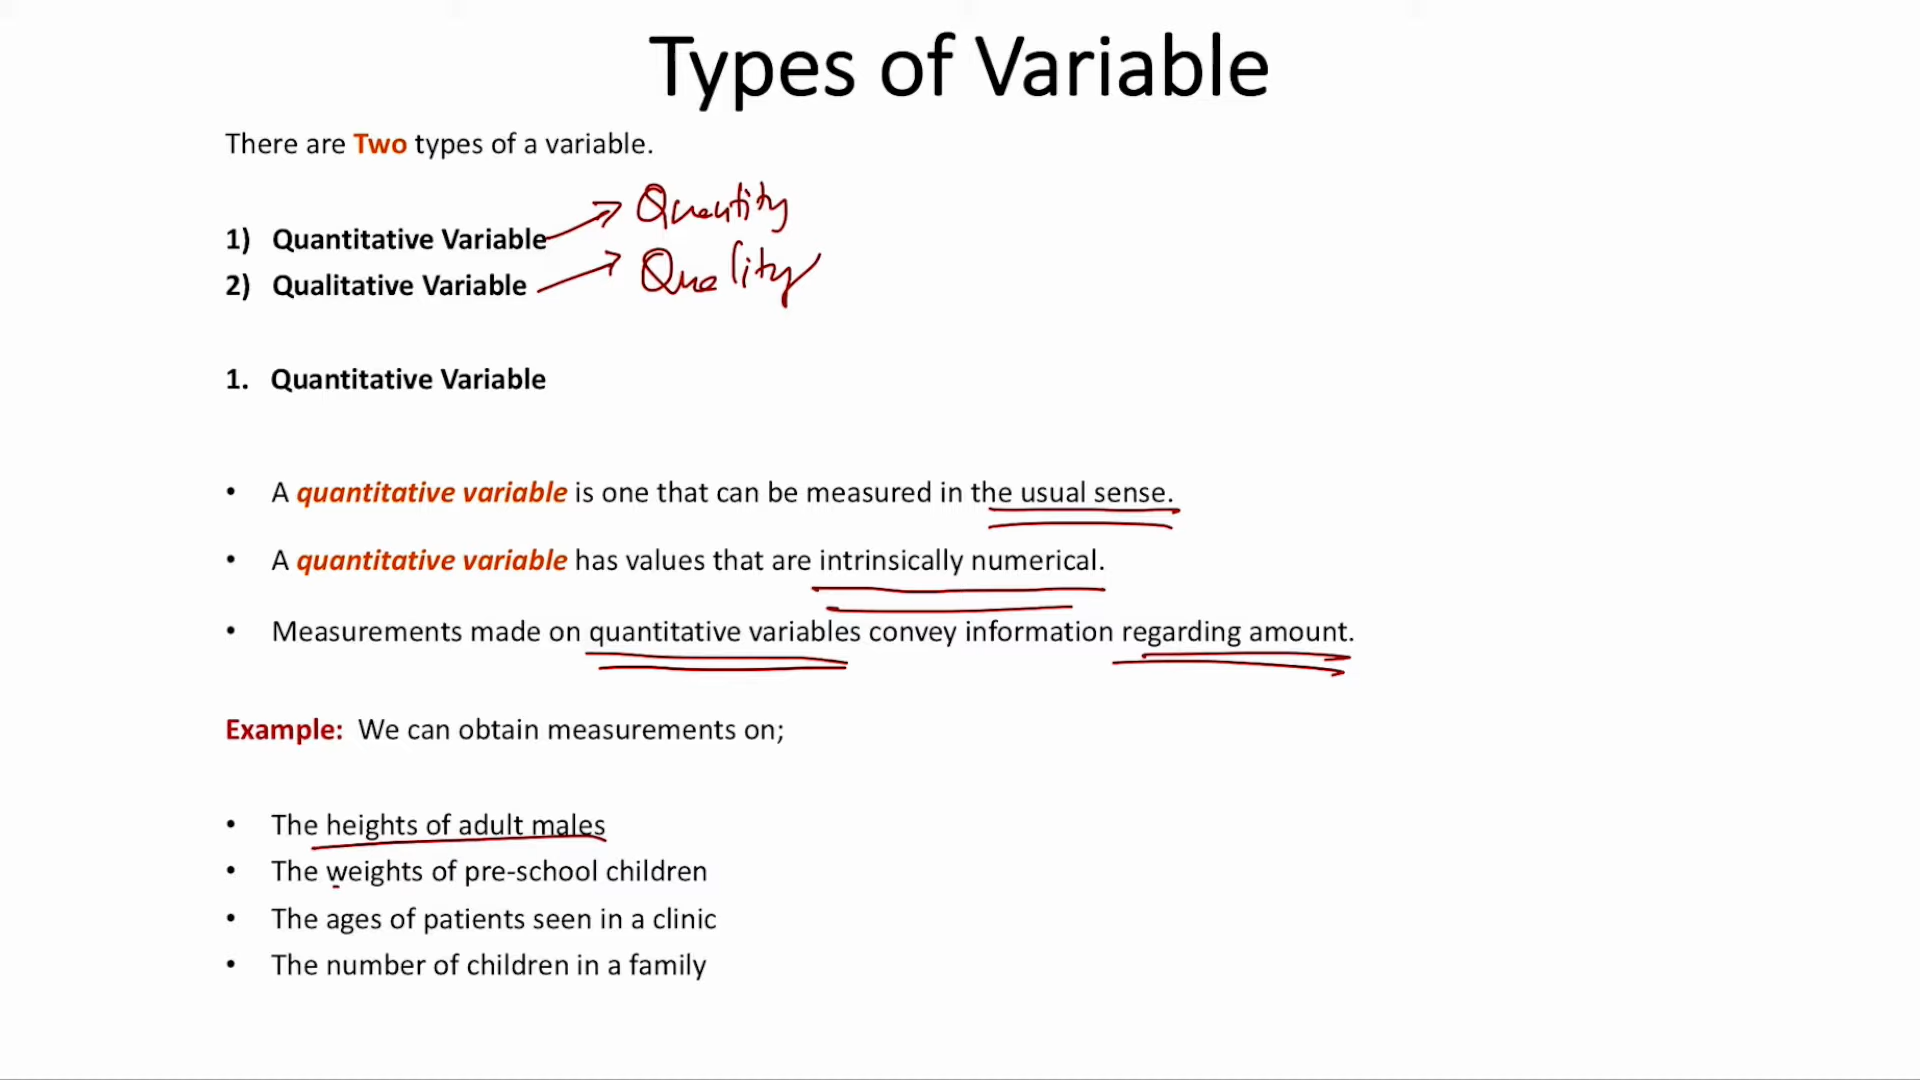 Types of Variable
There are Two types of a variable.
1) Quantitative Variable Quantity
2) Qualitative Variable Quality
1. Quantitative Variable
• A quantitative variable is one that can be measured in the usual sense.
• A quantitative variable has values that are intrinsically numerical.
• Measurements made on quantitative variables convey information regarding amount.
Example: We can obtain measurements on;
• The heights of adult males
• The weights of pre-school children
• The ages of patients seen in a clinic
• The number of children in a family